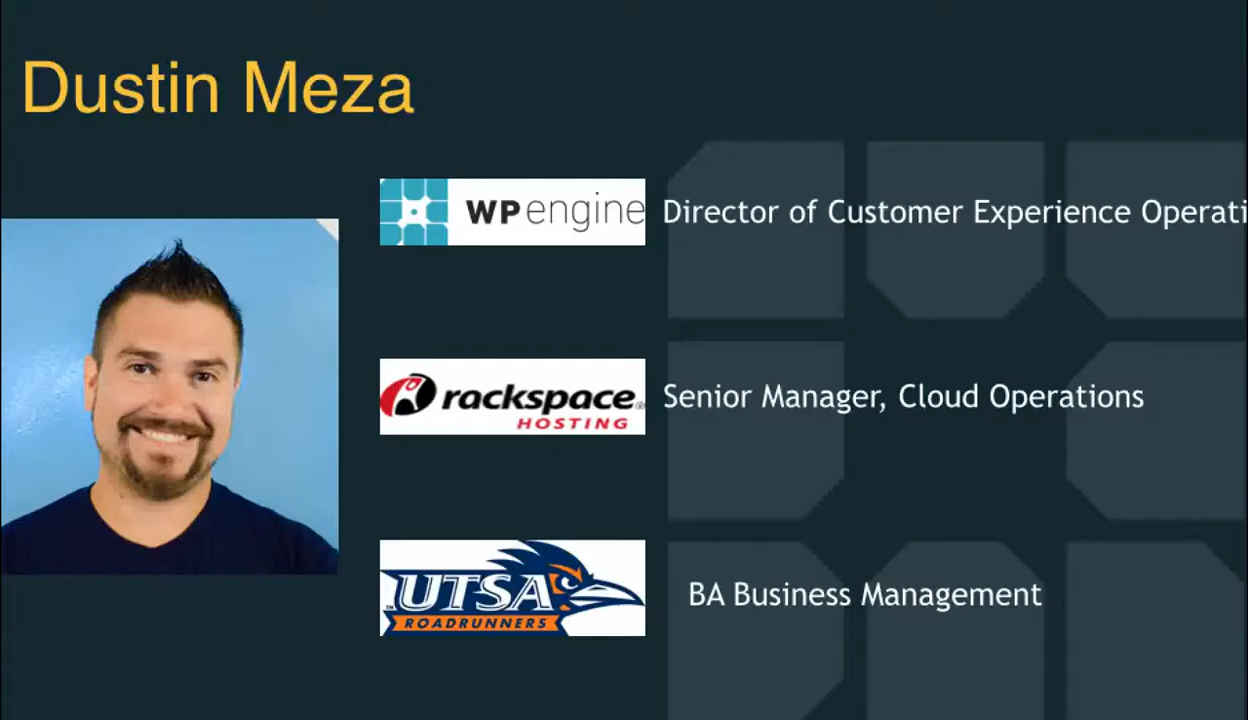 Dustin Meza
WP engine Director of Customer Experience Operati
rackspace® Senior Manager, Cloud Operations
HOSTING
UTSA BA Business Management
ROADRUNNERS